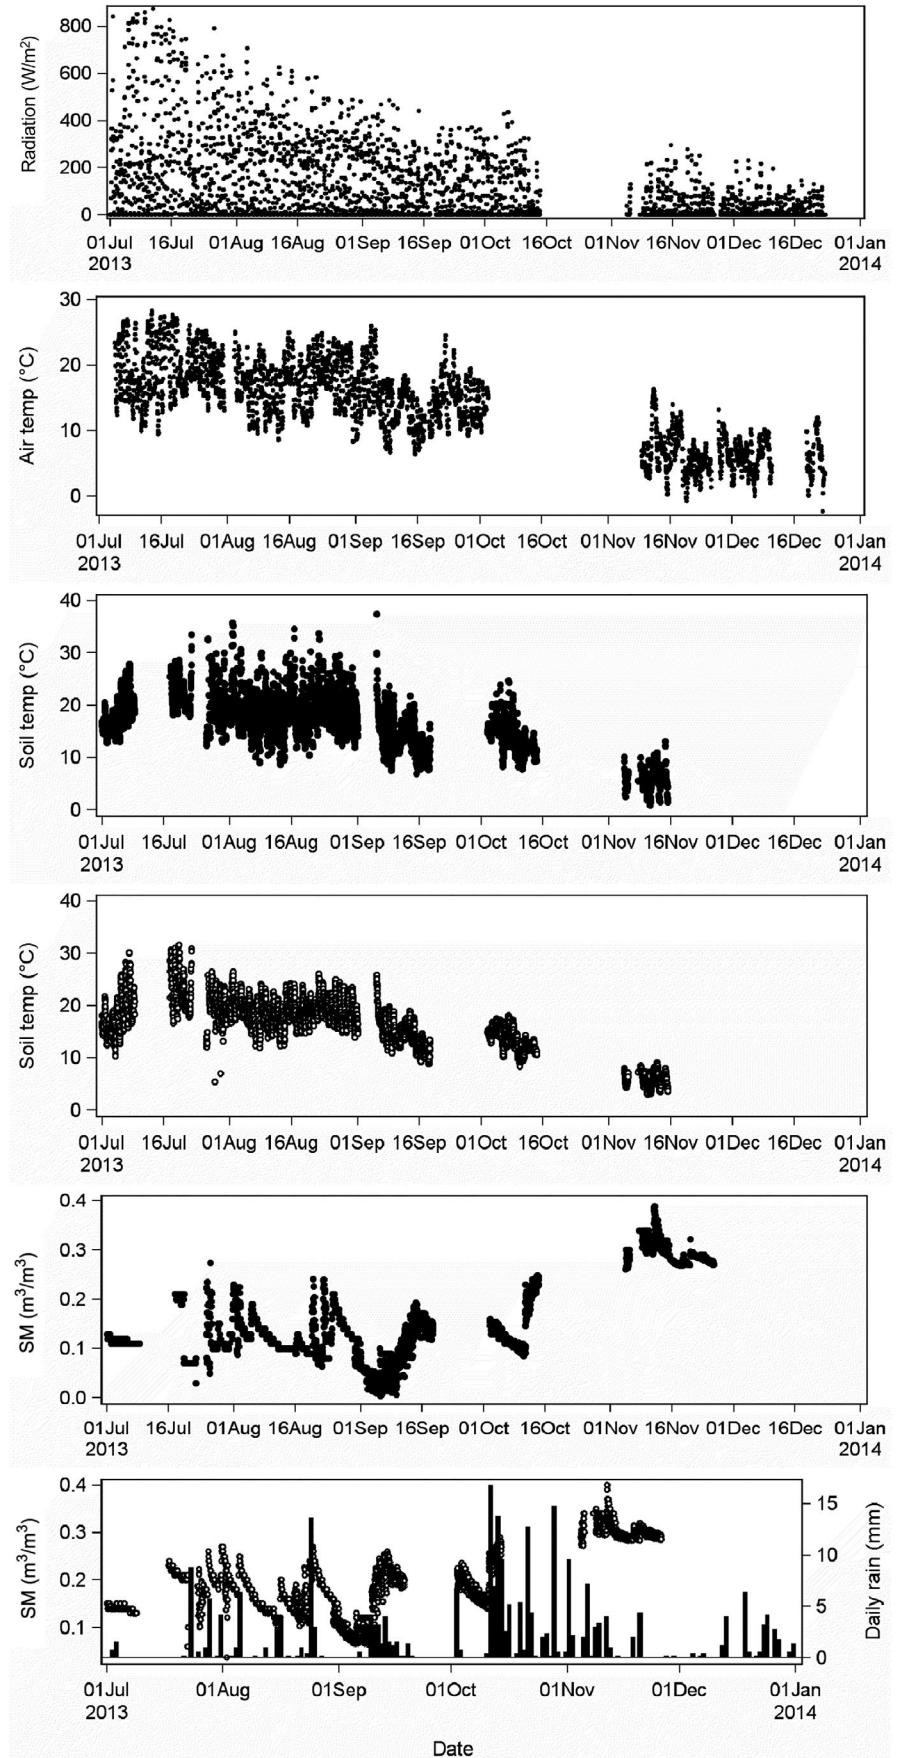 Radiation (W/m²)
800
600
400
200
0
01Jul 16Jul 01Aug 16Aug 01Sep 16Sep 01Oct 16Oct 01Nov 16Nov 01Dec 16Dec 01Jan
2013 2014
Air temp (°C)
30
20
10
0
01Jul 16Jul 01Aug 16Aug 01Sep 16Sep 01Oct 16Oct 01Nov 16Nov 01Dec 16Dec 01Jan
2013 2014
Soil temp (°C)
40
30
20
10
0
01Jul 16Jul 01Aug 16Aug 01Sep 16Sep 01Oct 16Oct 01Nov 16Nov 01Dec 16Dec 01Jan
2013 2014
Soil temp (°C)
40
30
20
10
0
01Jul 16Jul 01Aug 16Aug 01Sep 16Sep 01Oct 16Oct 01Nov 16Nov 01Dec 16Dec 01Jan
2013 2014
SM (m³/m³)
0.4
0.3
0.2
0.1
0.0
01Jul 16Jul 01Aug 16Aug 01Sep 16Sep 01Oct 16Oct 01Nov 16Nov 01Dec 16Dec 01Jan
2013 2014
SM (m³/m³)
0.4
0.3
0.2
0.1
15
10
5
0
Daily rain (mm)
01Jul 01Aug 01Sep 01Oct 01Nov 01Dec 01Jan
2013 2014
Date